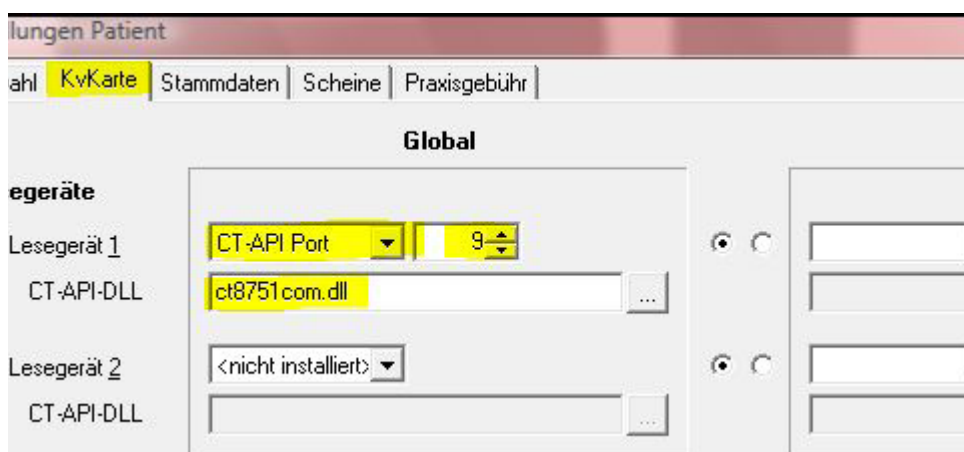 lungen Patient
ahl KvKarte Stammdaten Scheine Praxisgebühr
Global
egeräte
Lesegerät 1 CT-API Port 9
CT-API-DLL ct8751com.dll ...
Lesegerät 2 <nicht installiert>
CT-API-DLL ...